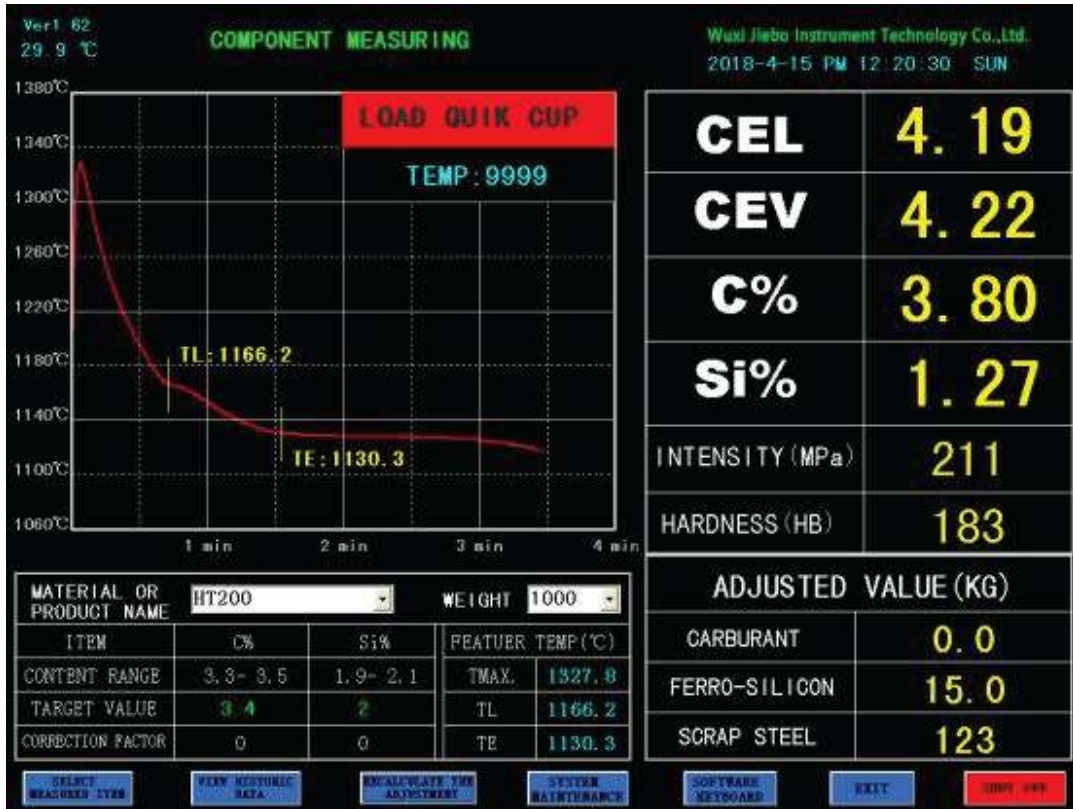 Ver1 62
29.9 ℃
COMPONENT MEASURING
Wuxi Jiebo Instrument Technology Co.,Ltd.
2018-4-15 PM 12:20:30 SUN
1380℃
1340℃
1300℃
1260℃
1220℃
1180℃
1140℃
1100℃
1060℃
LOAD QUIK CUP
TEMP:9999
TL:1166.2
TE:1130.3
1 min 2 min 3 min 4 min
CEL 4.19
CEV 4.22
C% 3.80
Si% 1.27
INTENSITY(MPa) 211
HARDNESS(HB) 183
MATERIAL OR
PRODUCT NAME HT200 WEIGHT 1000
ITEM C% Si% FEATUER TEMP(℃)
CONTENT RANGE 3.3- 3.5 1.9- 2.1 TMAX. 1327.8
TARGET VALUE 3.4 2 TL 1166.2
CORRECTION FACTOR 0 0 TE 1130.3
ADJUSTED VALUE(KG)
CARBURANT 0.0
FERRO-SILICON 15.0
SCRAP STEEL 123
SELECT
MEASURED ITEM
VIEW HISTORIC
DATA
RECALCULATE THE
ADJUSTMENT
SYSTEM
MAINTENANCE
SOFTWARE
KEYBOARD
EXIT
SHUT OFF